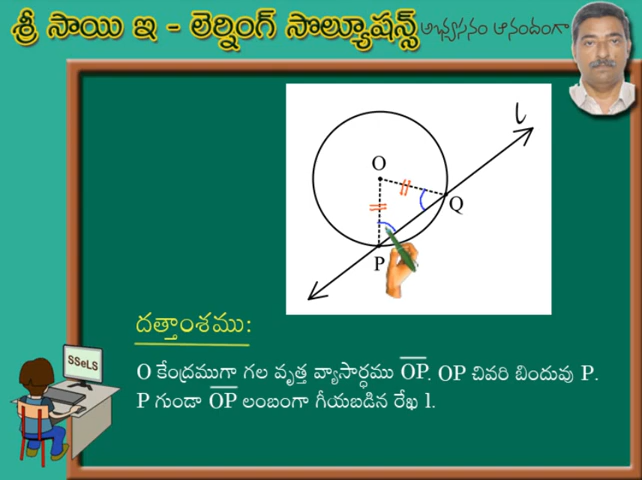 శ్రీ సాయి ఇ - లెర్నింగ్ సొల్యూషన్స్ అభ్యసనం ఆనందంగా
l
O
Q
P
దత్తాంశము:
SSeLS
O కేంద్రముగా గల వృత్త వ్యాసార్ధము OP. OP చివరి బిందువు P.
P గుండా OP లంబంగా గీయబడిన రేఖ l.